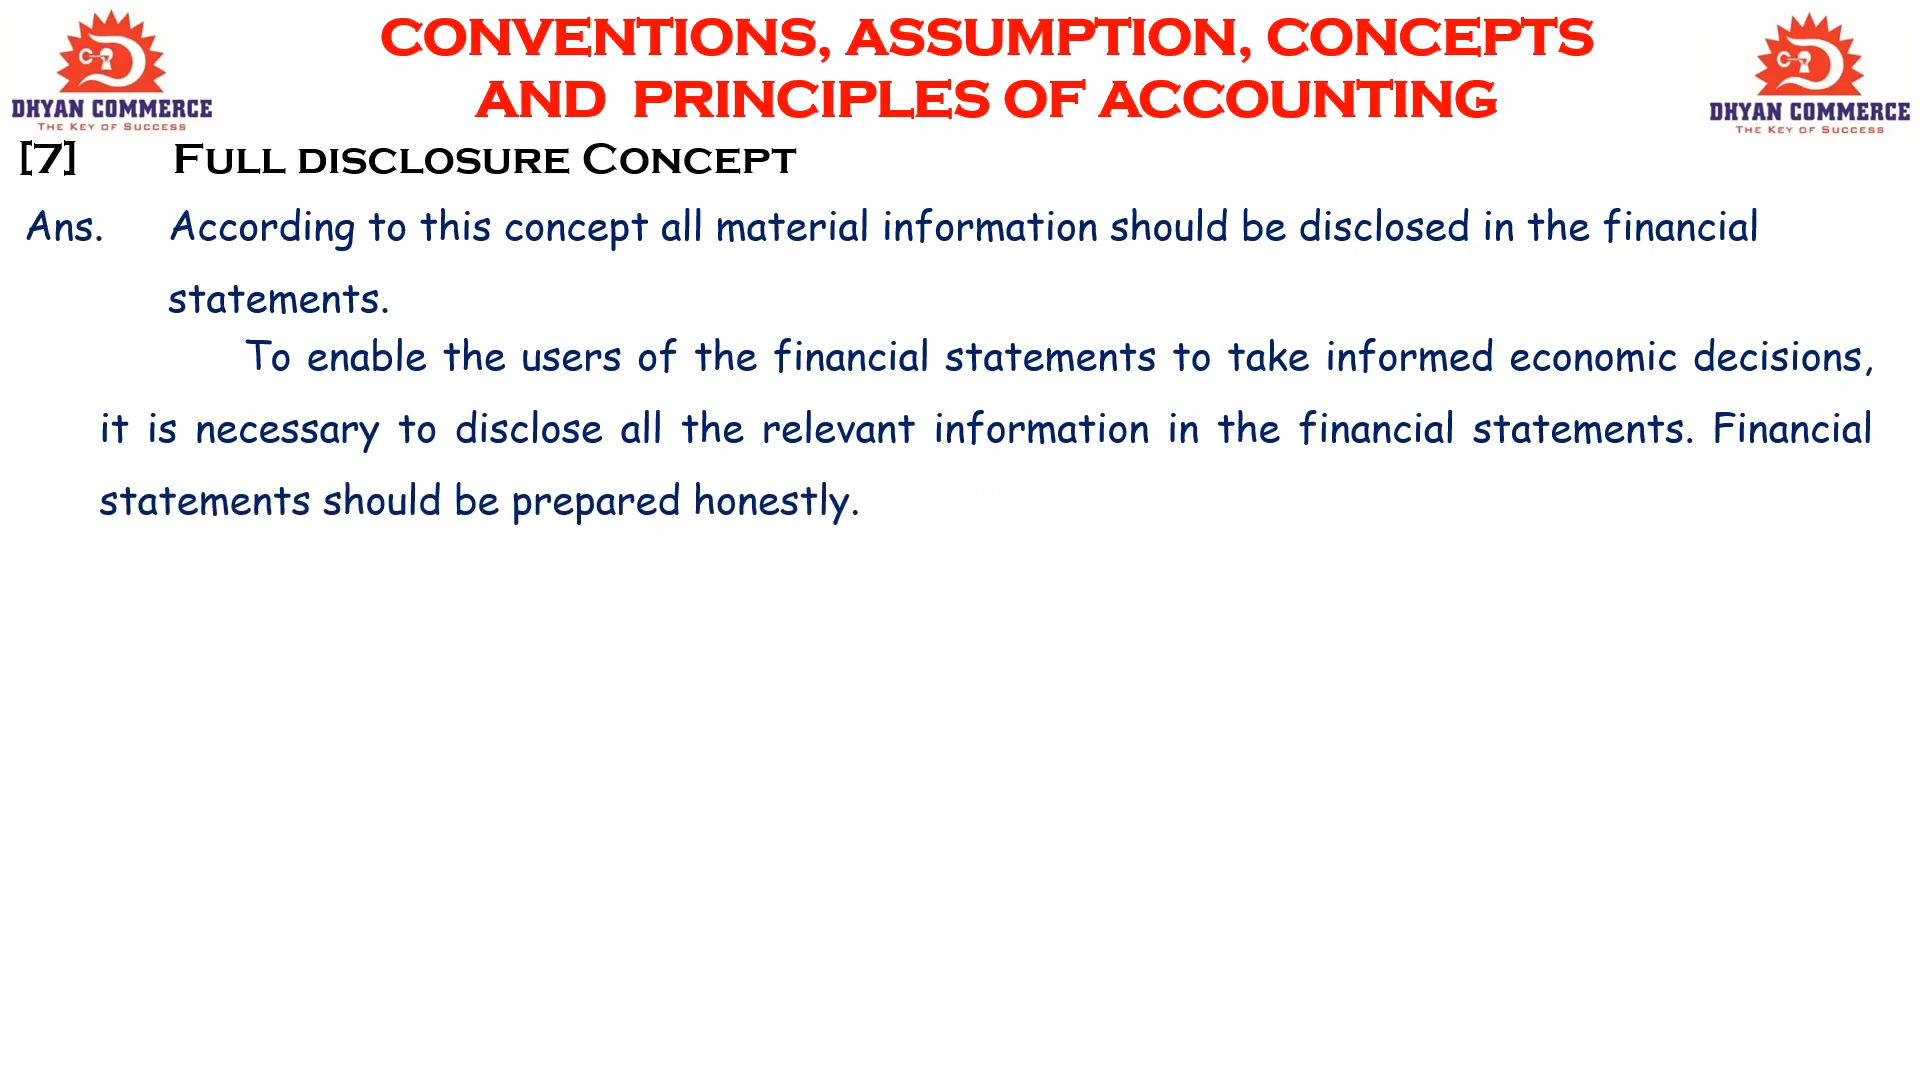 CONVENTIONS, ASSUMPTION, CONCEPTS
AND PRINCIPLES OF ACCOUNTING
DHYAN COMMERCE
THE KEY OF SUCCESS
DHYAN COMMERCE
THE KEY OF SUCCESS
[7] FULL DISCLOSURE CONCEPT
Ans. According to this concept all material information should be disclosed in the financial
statements.
To enable the users of the financial statements to take informed economic decisions,
it is necessary to disclose all the relevant information in the financial statements. Financial
statements should be prepared honestly.